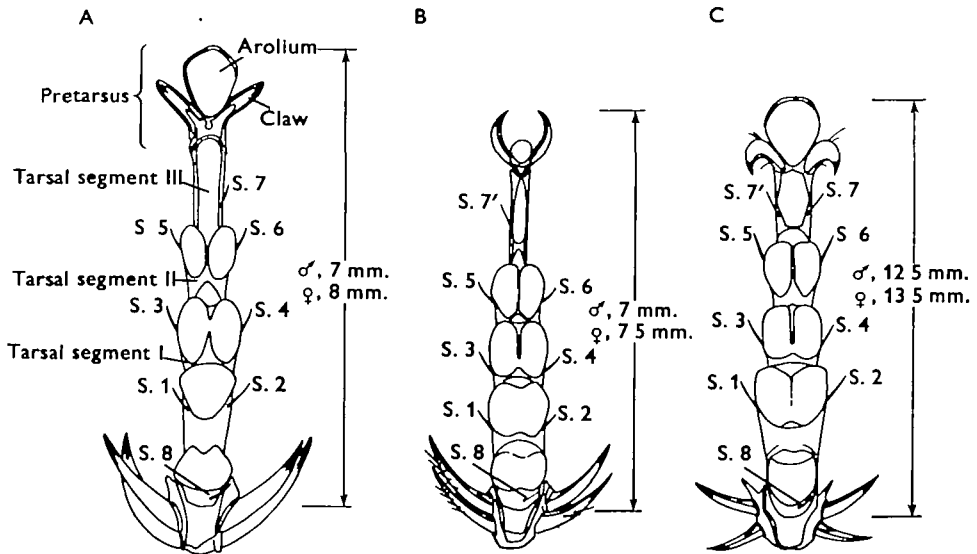 A
Arolium
Pretarsus
Claw
Tarsal segment III
S. 7
S 5
S. 6
Tarsal segment II
♂, 7 mm.
♀, 8 mm.
S. 3
S. 4
Tarsal segment I
S. 1
S. 2
S. 8
B
S. 7′
S. 5
S. 6
♂, 7 mm.
♀, 7 5 mm.
S. 3
S. 4
S. 1
S. 2
S. 8
C
S. 7′
S. 7
S. 5
S 6
♂, 12 5 mm.
♀, 13 5 mm.
S. 3
S. 4
S. 1
S. 2
S. 8